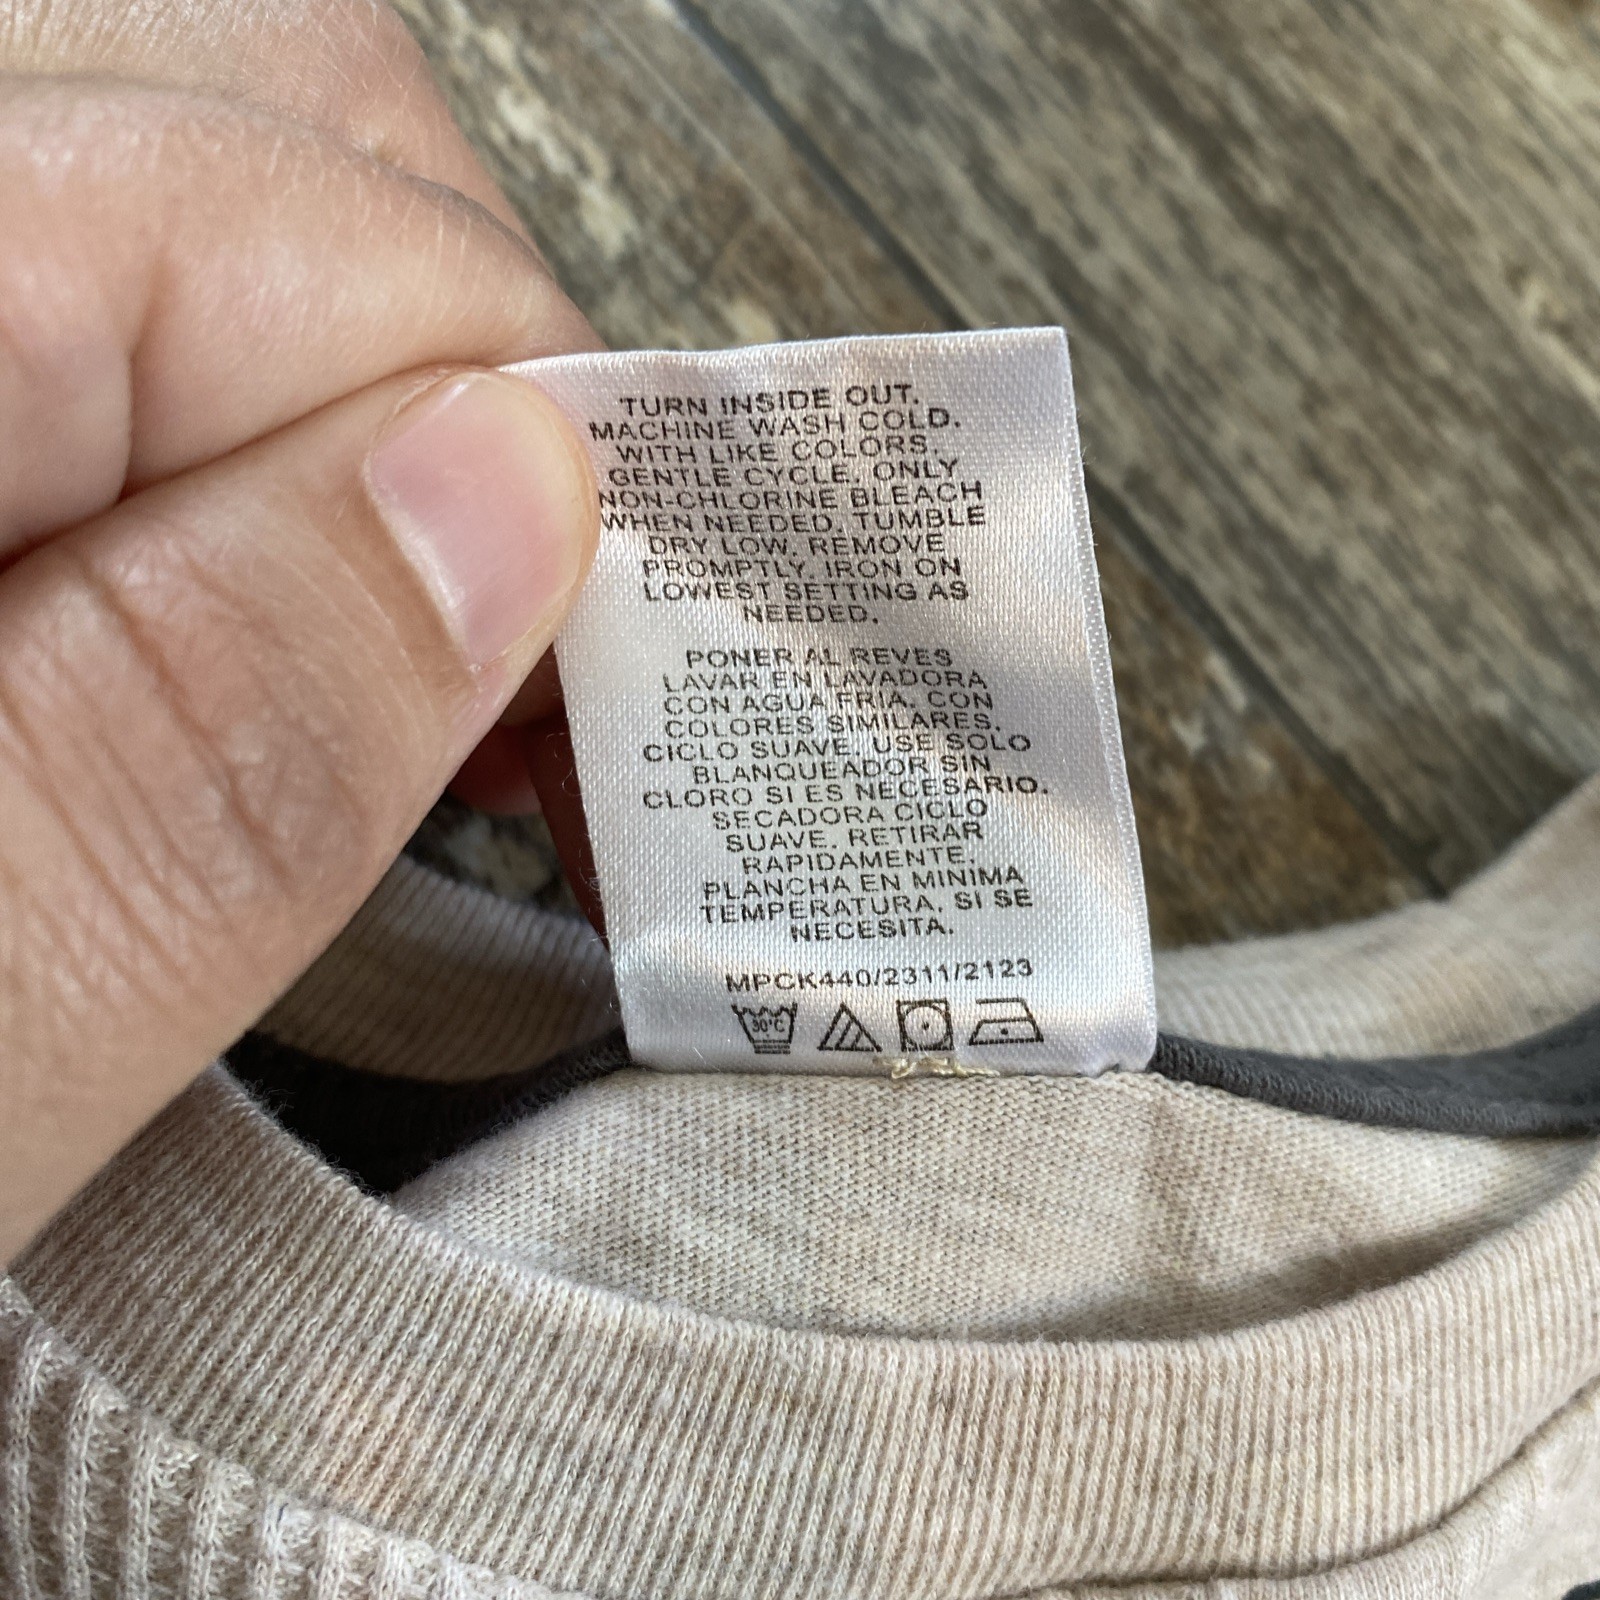 TURN INSIDE OUT.
MACHINE WASH COLD.
WITH LIKE COLORS.
GENTLE CYCLE. ONLY
NON-CHLORINE BLEACH
WHEN NEEDED. TUMBLE
DRY LOW. REMOVE
PROMPTLY. IRON ON
LOWEST SETTING AS
NEEDED.
PONER AL REVES
LAVAR EN LAVADORA
CON AGUA FRIA. CON
COLORES SIMILARES.
CICLO SUAVE. USE SOLO
BLANQUEADOR SIN
CLORO SI ES NECESARIO.
SECADORA CICLO
SUAVE. RETIRAR
RAPIDAMENTE.
PLANCHA EN MINIMA
TEMPERATURA. SI SE
NECESITA.
MPCK440/2311/2123
30°C